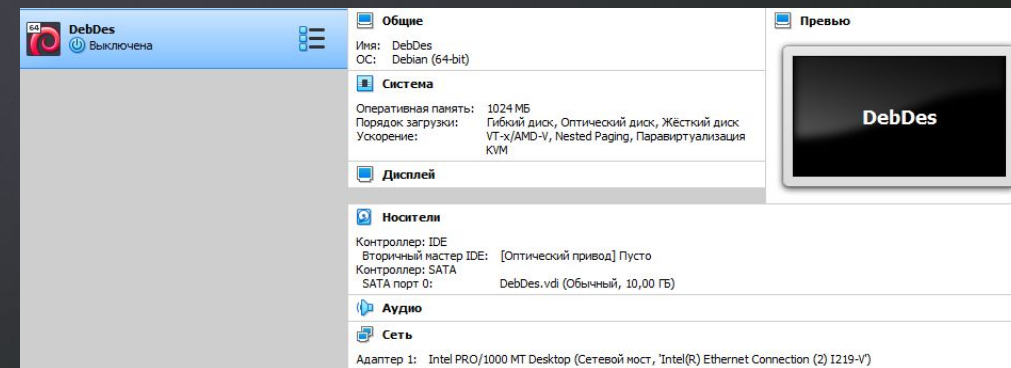 64
DebDes
Выключена
Общие
Имя: DebDes
ОС: Debian (64-bit)
Система
Оперативная память: 1024 МБ
Порядок загрузки: Гибкий диск, Оптический диск, Жёсткий диск
Ускорение: VT-x/AMD-V, Nested Paging, Паравиртуализация
KVM
Дисплей
Превью
DebDes
Носители
Контроллер: IDE
Вторичный мастер IDE: [Оптический привод] Пусто
Контроллер: SATA
SATA порт 0: DebDes.vdi (Обычный, 10,00 ГБ)
Аудио
Сеть
Адаптер 1: Intel PRO/1000 MT Desktop (Сетевой мост, 'Intel(R) Ethernet Connection (2) I219-V')